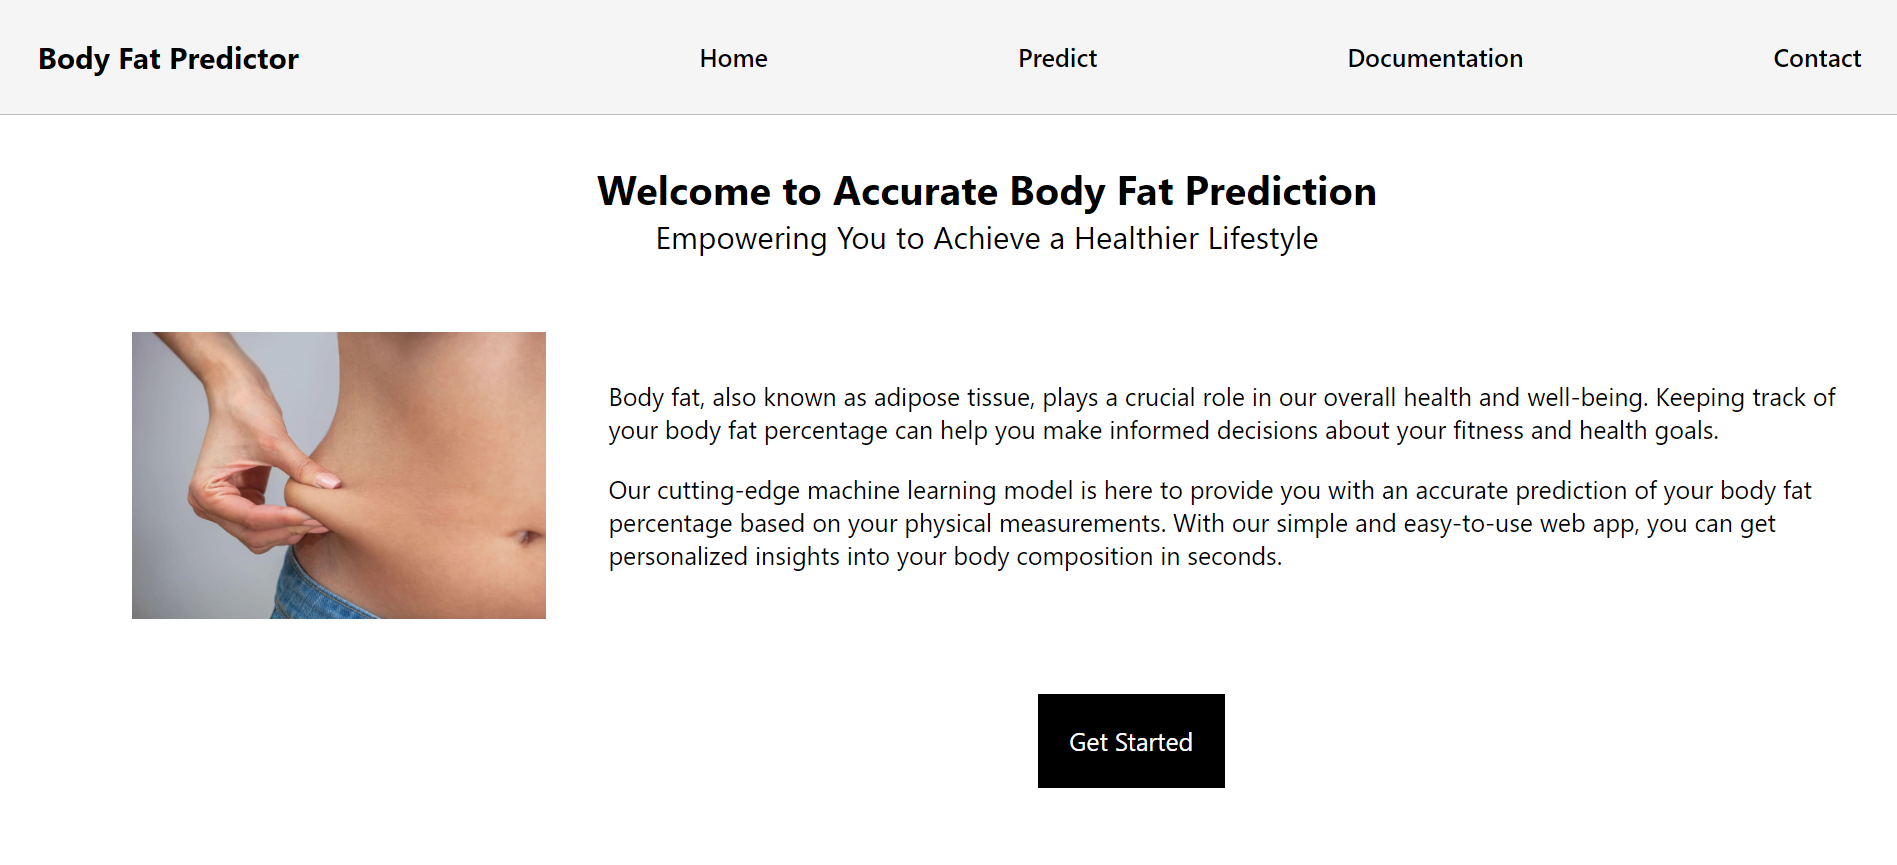 Body Fat Predictor
Home
Predict
Documentation
Contact
Welcome to Accurate Body Fat Prediction
Empowering You to Achieve a Healthier Lifestyle
Body fat, also known as adipose tissue, plays a crucial role in our overall health and well-being. Keeping track of
your body fat percentage can help you make informed decisions about your fitness and health goals.
Our cutting-edge machine learning model is here to provide you with an accurate prediction of your body fat
percentage based on your physical measurements. With our simple and easy-to-use web app, you can get
personalized insights into your body composition in seconds.
Get Started